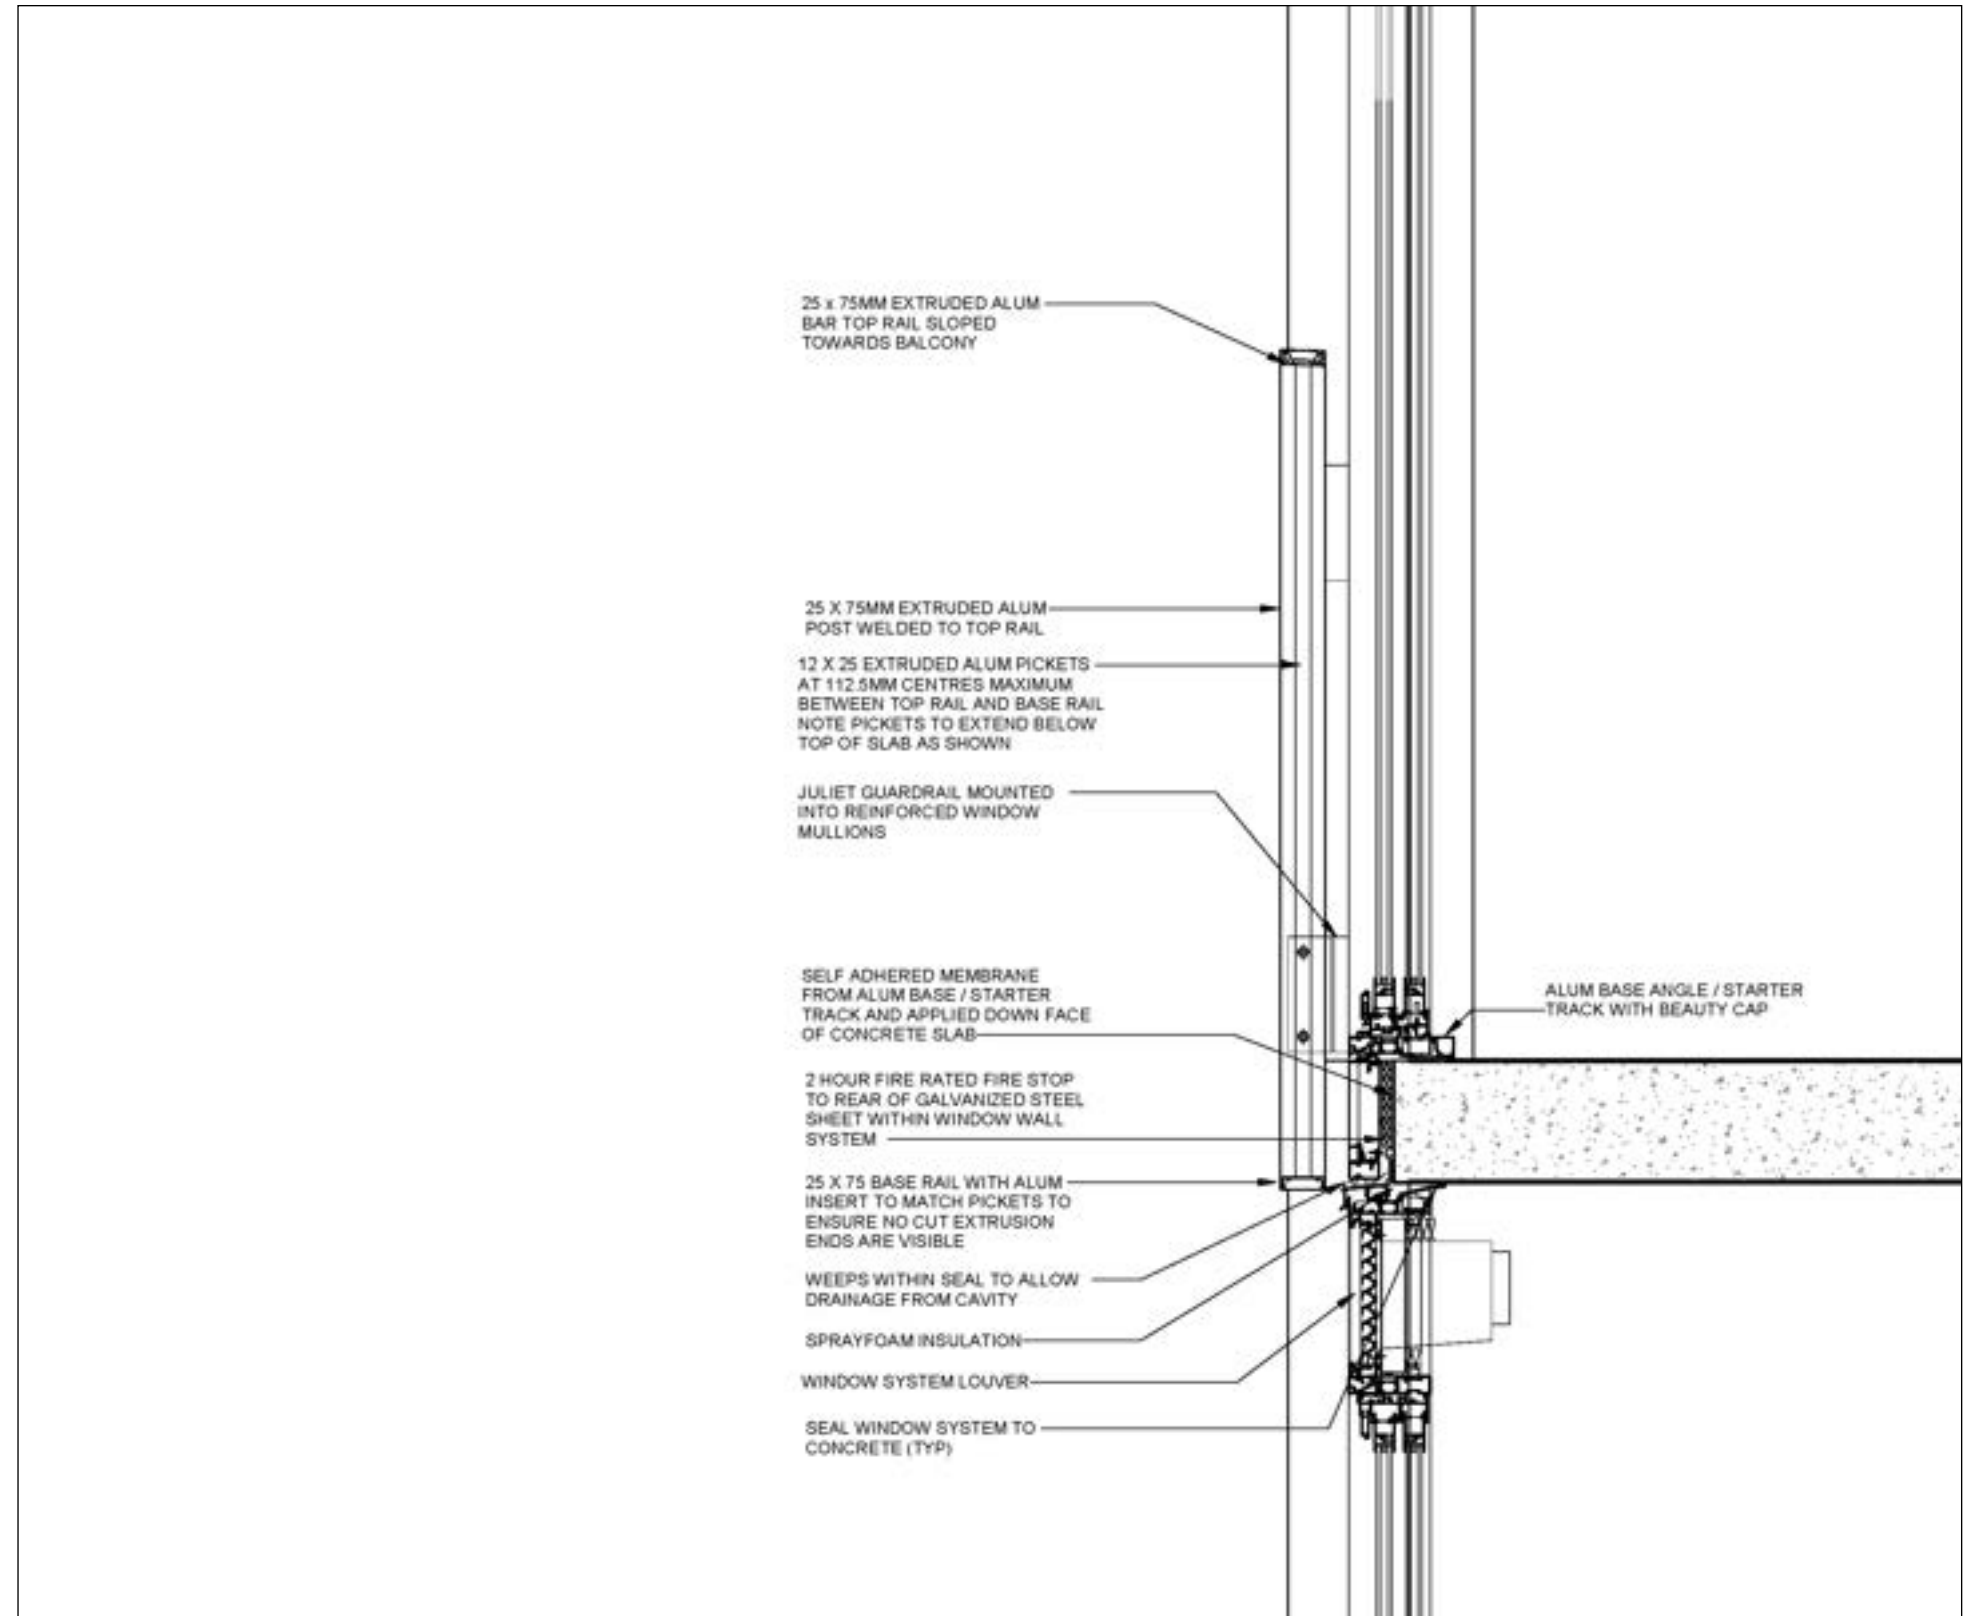 25 x 75MM EXTRUDED ALUM
BAR TOP RAIL SLOPED
TOWARDS BALCONY
25 X 75MM EXTRUDED ALUM
POST WELDED TO TOP RAIL
12 X 25 EXTRUDED ALUM PICKETS
AT 112.5MM CENTRES MAXIMUM
BETWEEN TOP RAIL AND BASE RAIL
NOTE PICKETS TO EXTEND BELOW
TOP OF SLAB AS SHOWN
JULIET GUARDRAIL MOUNTED
INTO REINFORCED WINDOW
MULLIONS
SELF ADHERED MEMBRANE
FROM ALUM BASE / STARTER
TRACK AND APPLIED DOWN FACE
OF CONCRETE SLAB
ALUM BASE ANGLE / STARTER
TRACK WITH BEAUTY CAP
2 HOUR FIRE RATED FIRE STOP
TO REAR OF GALVANIZED STEEL
SHEET WITHIN WINDOW WALL
SYSTEM
25 X 75 BASE RAIL WITH ALUM
INSERT TO MATCH PICKETS TO
ENSURE NO CUT EXTRUSION
ENDS ARE VISIBLE
WEEPS WITHIN SEAL TO ALLOW
DRAINAGE FROM CAVITY
SPRAYFOAM INSULATION
WINDOW SYSTEM LOUVER
SEAL WINDOW SYSTEM TO
CONCRETE (TYP)